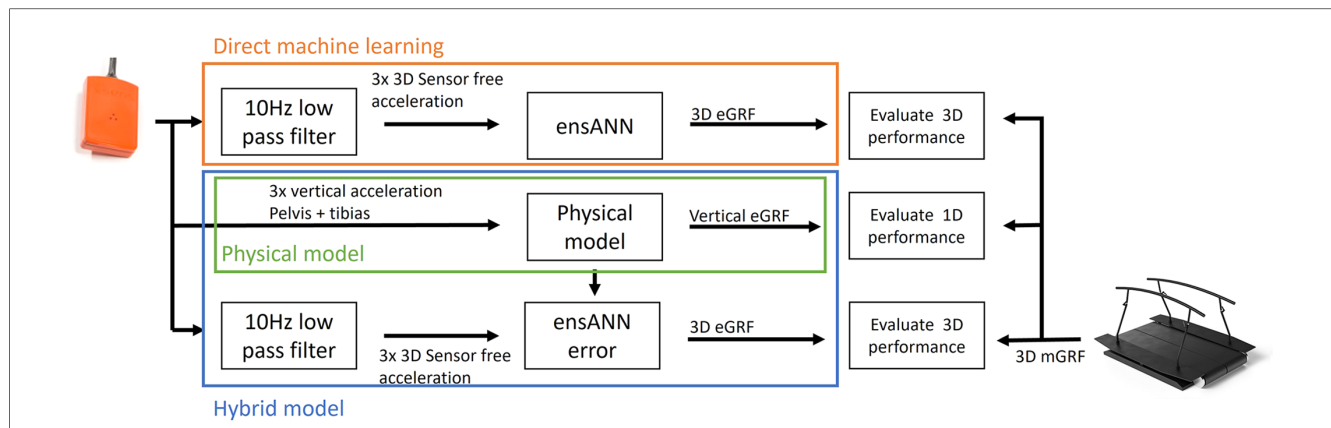 Direct machine learning
10Hz low
pass filter
3x 3D Sensor free
acceleration
ensANN
3D eGRF
Evaluate 3D
performance
3x vertical acceleration
Pelvis + tibias
Physical
model
Vertical eGRF
Evaluate 1D
performance
Physical model
10Hz low
pass filter
3x 3D Sensor free
acceleration
ensANN
error
3D eGRF
Evaluate 3D
performance
3D mGRF
Hybrid model